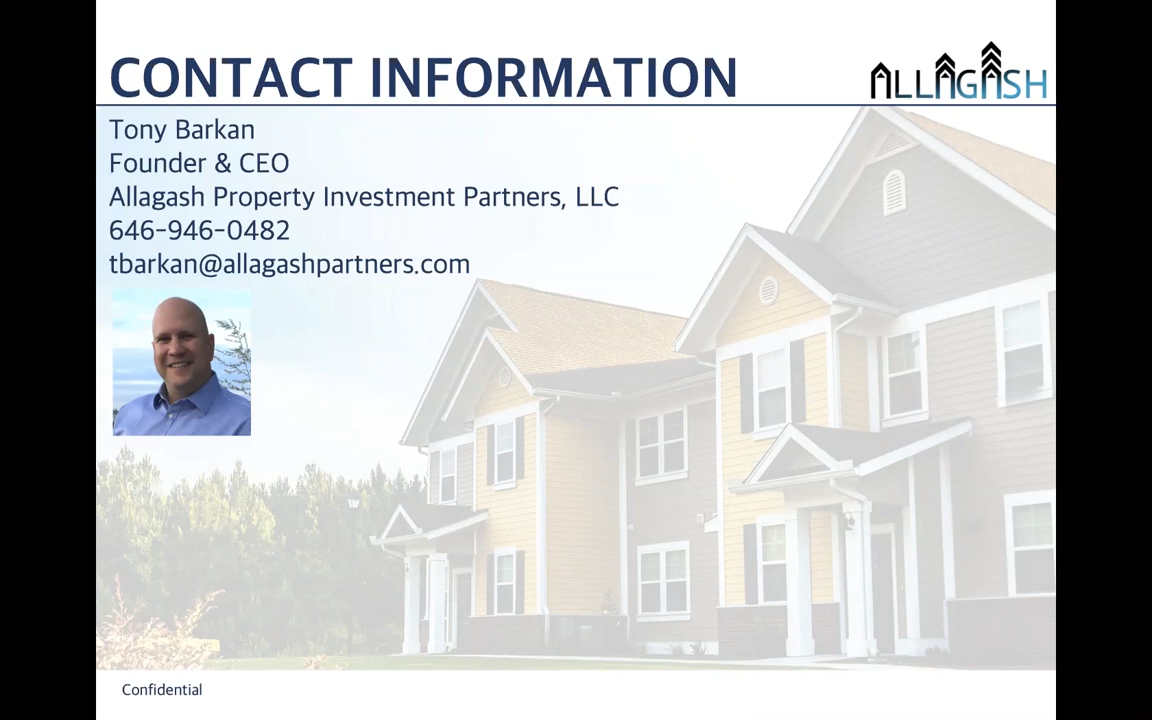 CONTACT INFORMATION
ALLAGASH
Tony Barkan
Founder & CEO
Allagash Property Investment Partners, LLC
646-946-0482
tbarkan@allagashpartners.com
Confidential